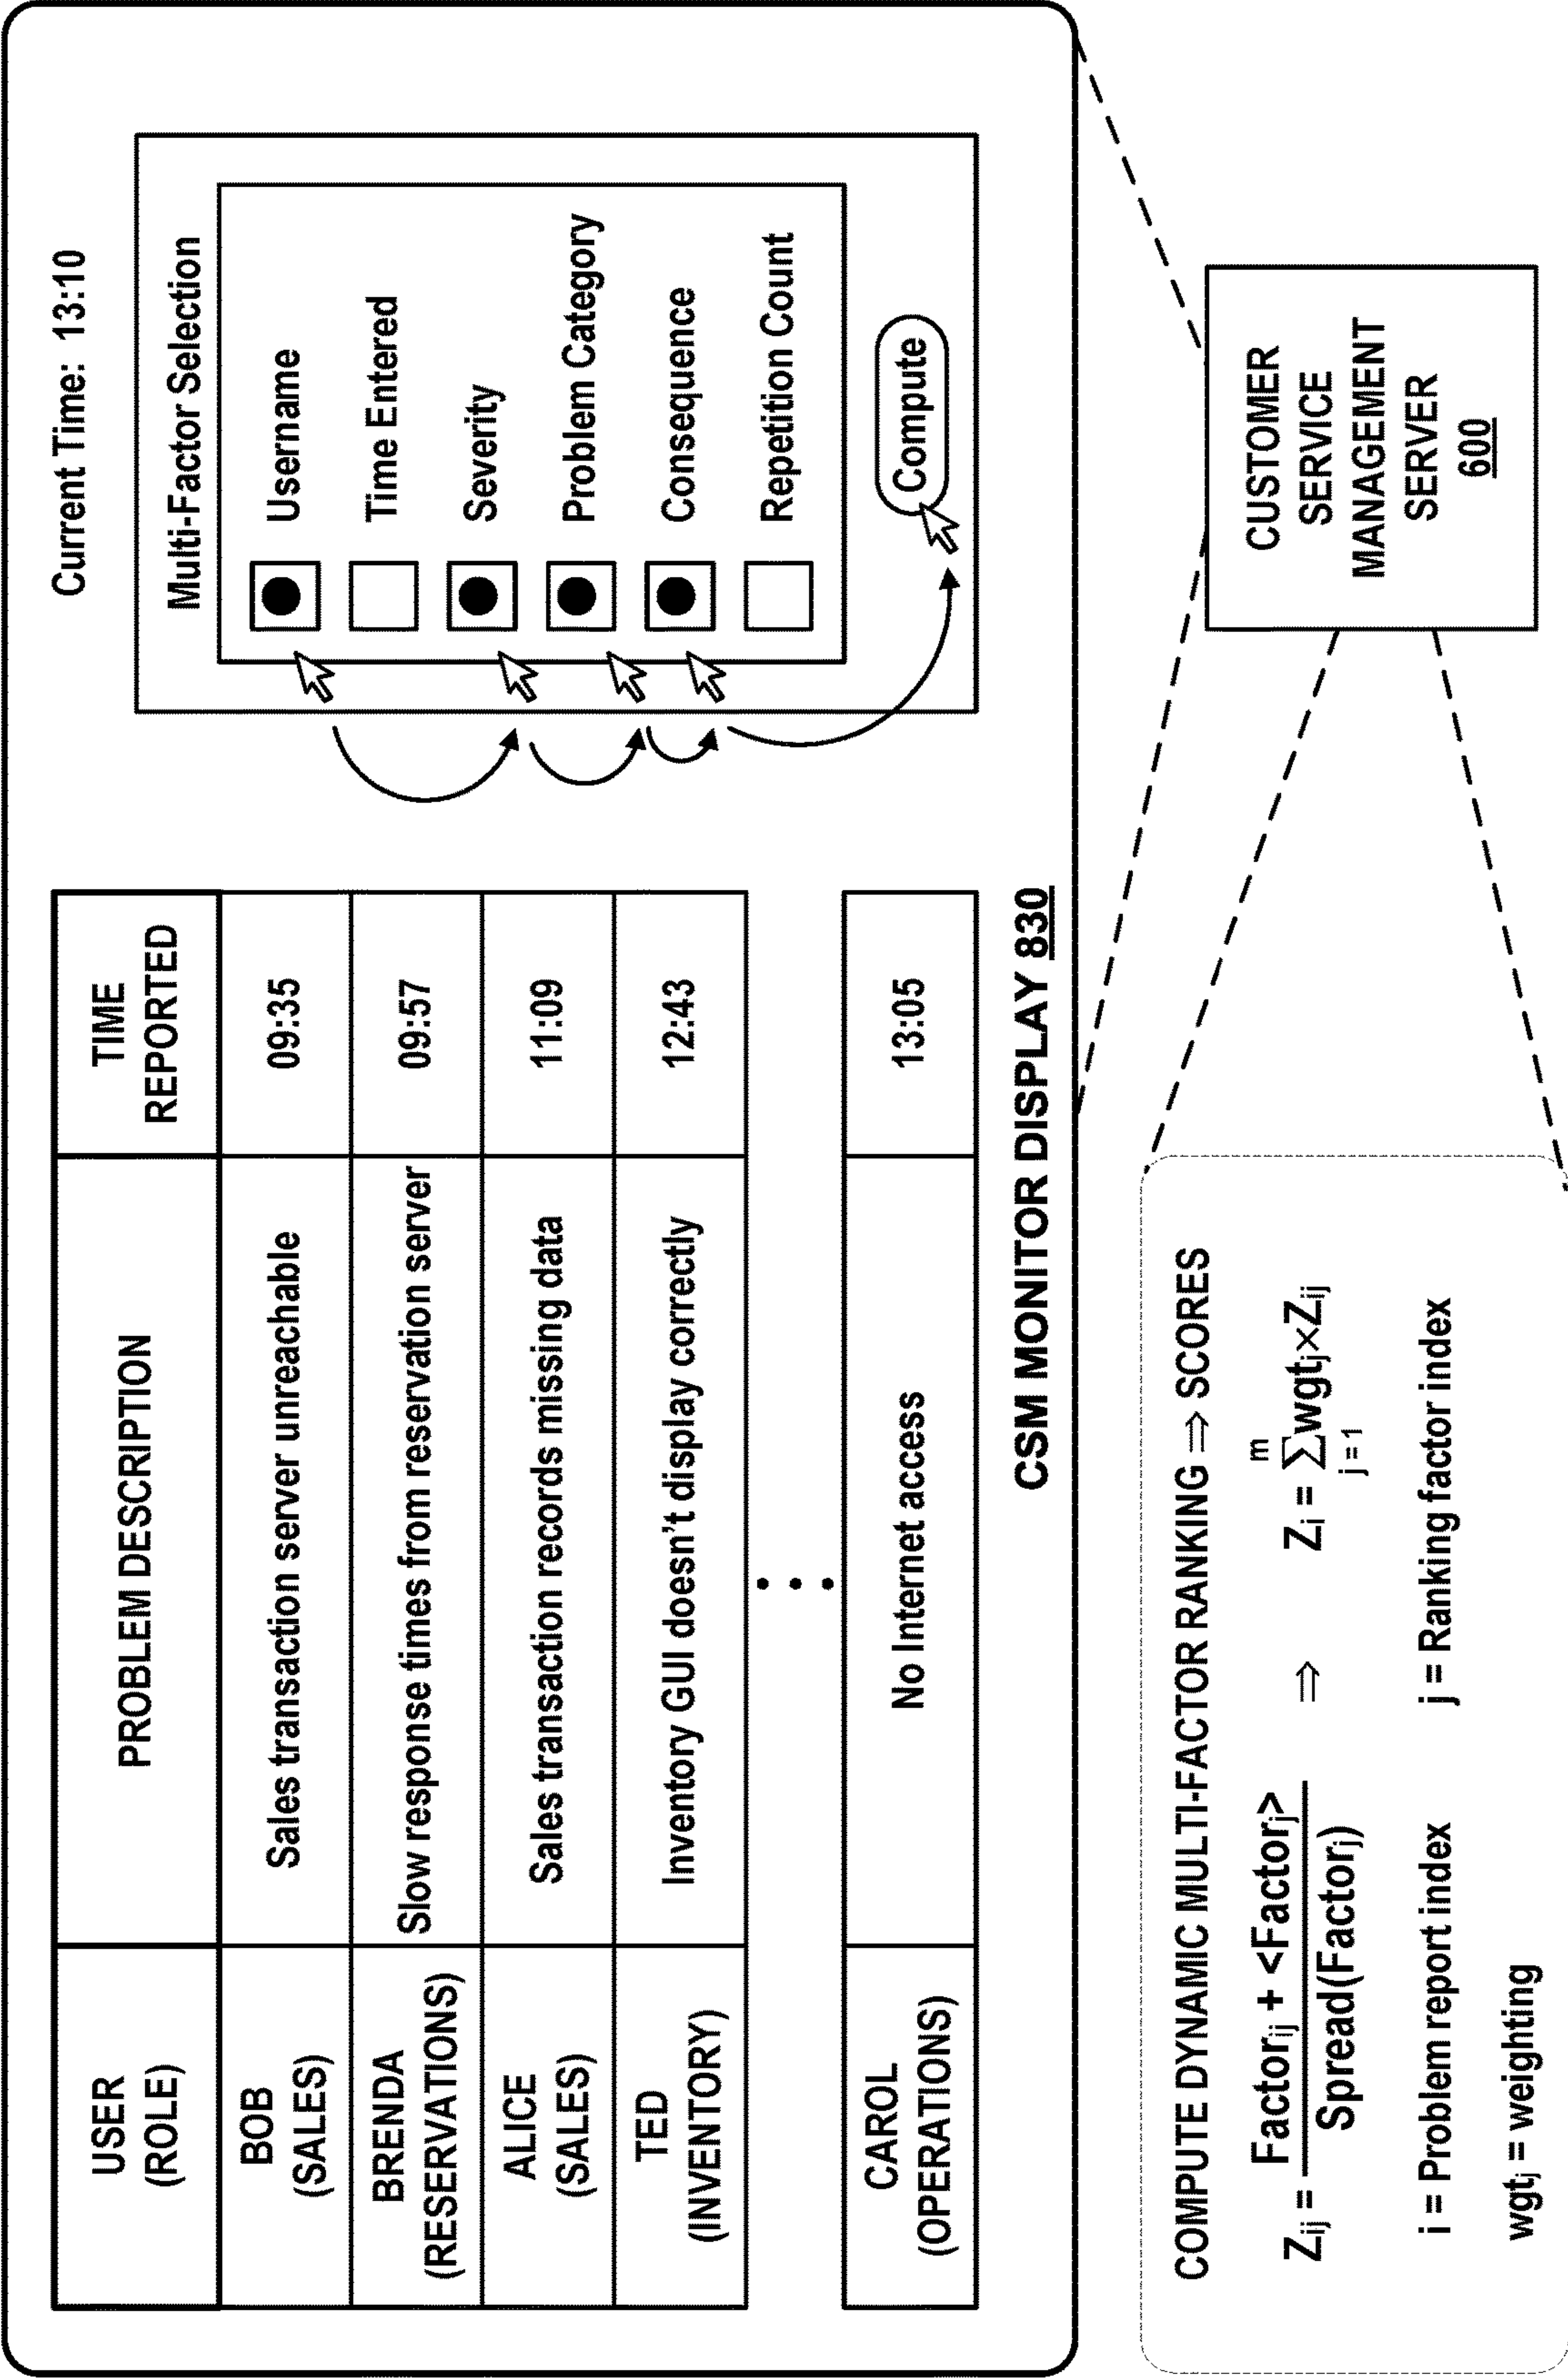 Current Time: 13:10
USER
(ROLE)
PROBLEM DESCRIPTION
TIME
REPORTED
BOB
(SALES)
Sales transaction server unreachable
09:35
BRENDA
(RESERVATIONS)
Slow response times from reservation server
09:57
ALICE
(SALES)
Sales transaction records missing data
11:09
TED
(INVENTORY)
Inventory GUI doesn't display correctly
12:43
CAROL
(OPERATIONS)
No Internet access
13:05
Multi-Factor Selection
Username
Time Entered
Severity
Problem Category
Consequence
Repetition Count
Compute
CSM MONITOR DISPLAY 830
COMPUTE DYNAMIC MULTI-FACTOR RANKING ⇒ SCORES
Zij = Factorij + <Factorj> / Spread(Factorj) ⇒ Zi = m ∑ j = 1 wgtj×Zij
i = Problem report index
j = Ranking factor index
wgtj = weighting
CUSTOMER
SERVICE
MANAGEMENT
SERVER
600